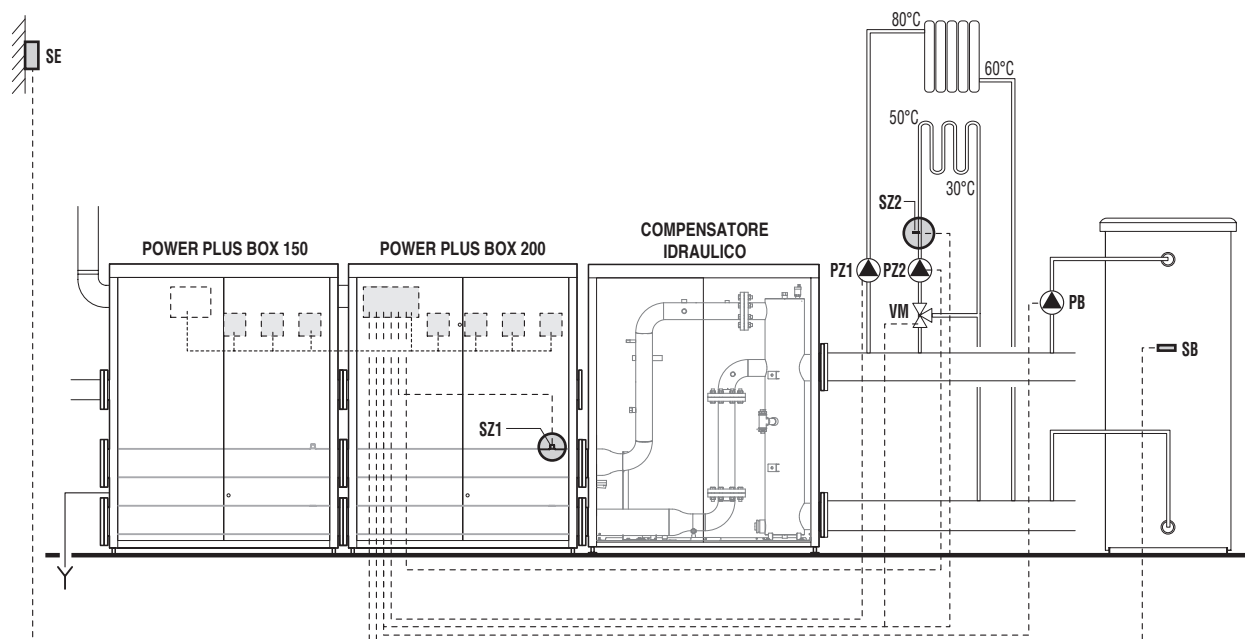 SE
80°C
60°C
50°C
30°C
SZ2
POWER PLUS BOX 150
POWER PLUS BOX 200
COMPENSATORE
IDRAULICO
PZ1
PZ2
VM
PB
SB
SZ1